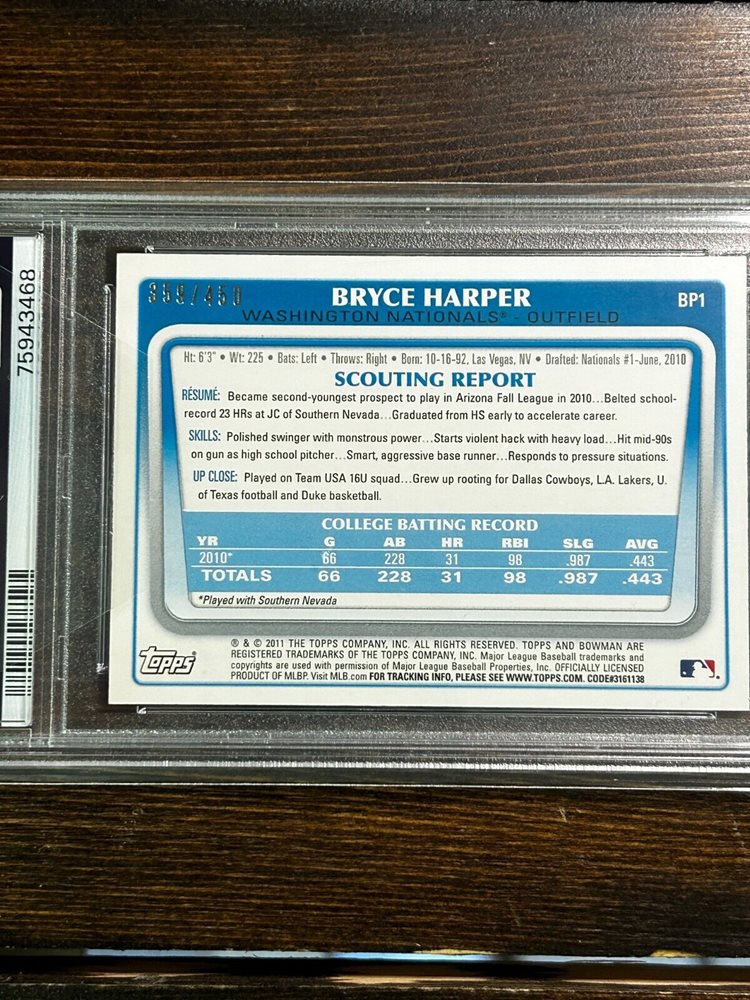 75943468
359/450
BRYCE HARPER
BP1
WASHINGTON NATIONALS® - OUTFIELD
Ht: 6'3" • Wt: 225 • Bats: Left • Throws: Right • Born: 10-16-92, Las Vegas, NV • Drafted: Nationals #1-June, 2010
SCOUTING REPORT
RÉSUMÉ: Became second-youngest prospect to play in Arizona Fall League in 2010...Belted school-
record 23 HRs at JC of Southern Nevada...Graduated from HS early to accelerate career.
SKILLS: Polished swinger with monstrous power...Starts violent hack with heavy load...Hit mid-90s
on gun as high school pitcher...Smart, aggressive base runner...Responds to pressure situations.
UP CLOSE: Played on Team USA 16U squad...Grew up rooting for Dallas Cowboys, L.A. Lakers, U.
of Texas football and Duke basketball.
COLLEGE BATTING RECORD
YR G AB HR RBI SLG AVG
2010* 66 228 31 98 .987 .443
TOTALS 66 228 31 98 .987 .443
*Played with Southern Nevada
® & © 2011 THE TOPPS COMPANY, INC. ALL RIGHTS RESERVED. TOPPS AND BOWMAN ARE
REGISTERED TRADEMARKS OF THE TOPPS COMPANY, INC. Major League Baseball trademarks and
copyrights are used with permission of Major League Baseball Properties, Inc. OFFICIALLY LICENSED
PRODUCT OF MLBP. Visit MLB.com FOR TRACKING INFO, PLEASE SEE WWW.TOPPS.COM. CODE#3161138
topps